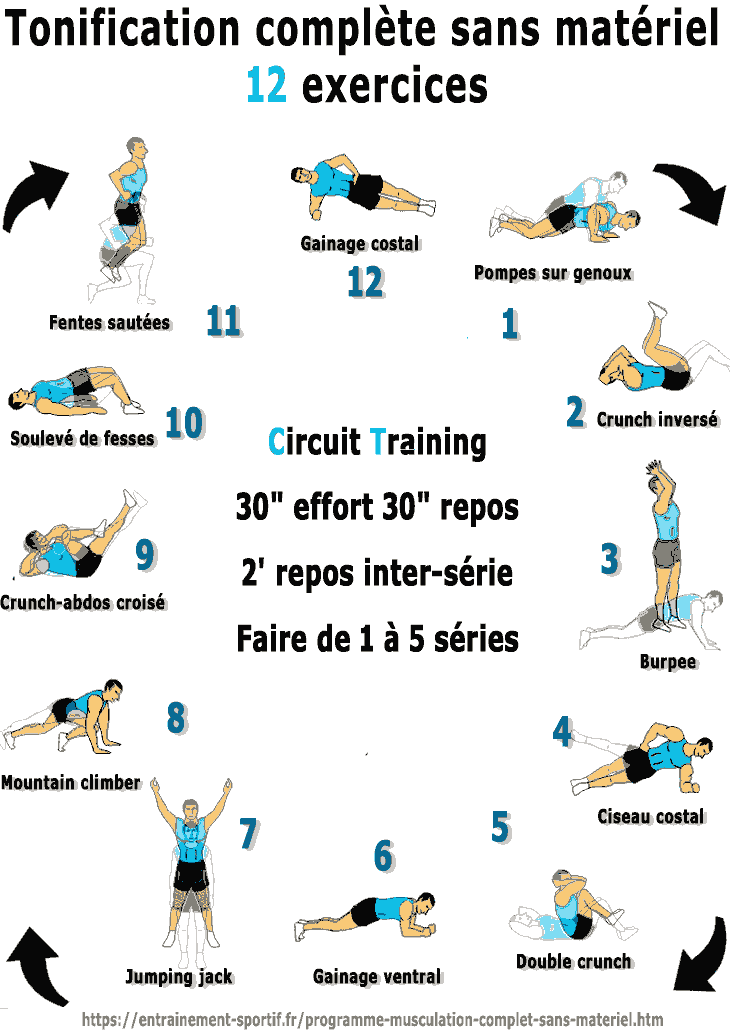 Tonification complète sans matériel
12 exercices
Gainage costal
12
Pompes sur genoux
1
Fentes sautées
11
2
Crunch inversé
Soulevé de fesses
10
Circuit Training
30" effort 30" repos
2' repos inter-série
Faire de 1 à 5 séries
9
Crunch-abdos croisé
3
Burpee
8
Mountain climber
4
Ciseau costal
7
Jumping jack
6
Gainage ventral
5
Double crunch
https://entrainement-sportif.fr/programme-musculation-complet-sans-materiel.htm